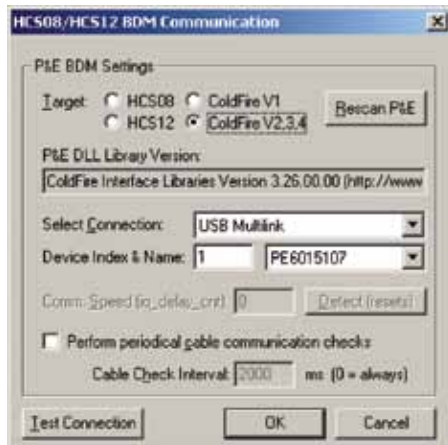 HCS08/HCS12 BDM Communication
P&E BDM Settings
Target: HCS08 ColdFire V1 Rescan P&E
HCS12 ColdFire V2,3,4
P&E DLL Library Version:
ColdFire Interface Libraries Version 3.26.00.00 (http://www
Select Connection: USB Multilink
Device Index & Name: 1 PE6015107
Comm. Speed (io_delay_cnt) 0 Detect (resets)
Perform periodical cable communication checks
Cable Check Interval: 2000 ms (0 = always)
Test Connection OK Cancel